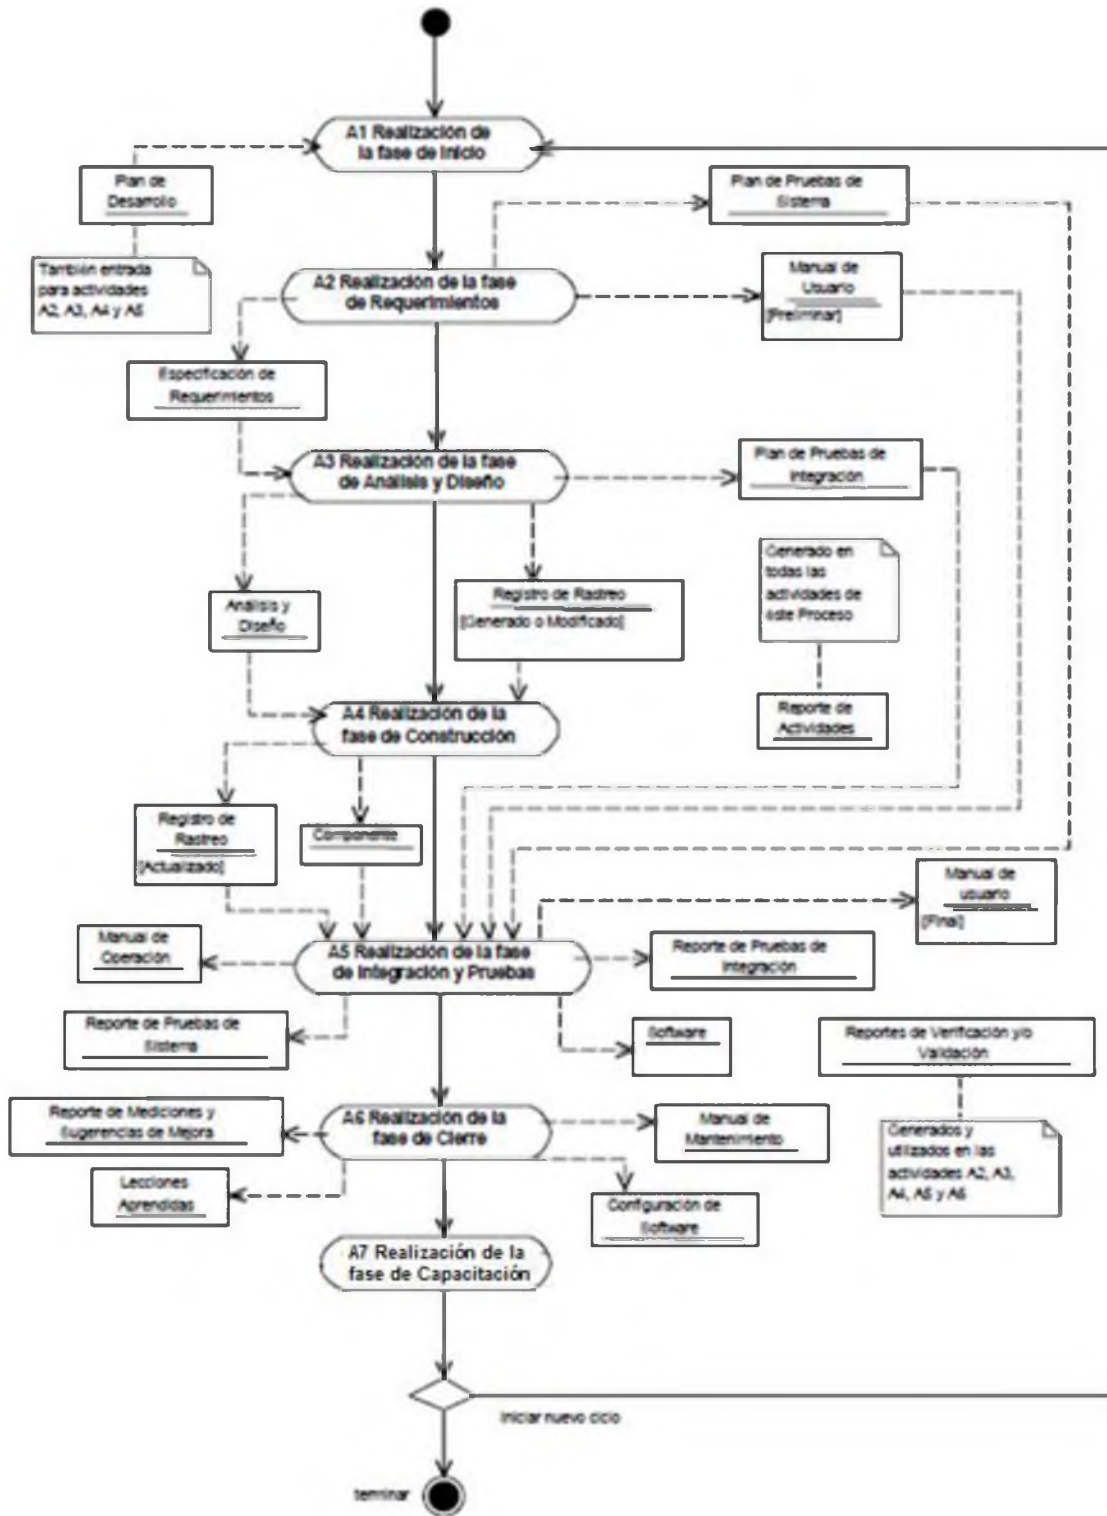 A1 Realización de
la fase de Inicio
Plan de
Desarrollo
Plan de Pruebas de
Sistema
También entrada
para actividades
A2, A3, A4 y A5
A2 Realización de la fase
de Requerimientos
Manual de
Usuario
[Preliminar]
Especificación de
Requerimientos
A3 Realización de la fase
de Análisis y Diseño
Plan de Pruebas de
Integración
Generado en
todas las
actividades de
este Proceso
Análisis y
Diseño
Registro de Rastreo
[Generado o Modificado]
A4 Realización de la
fase de Construcción
Reporte de
Actividades
Registro de
Rastreo
[Actualizado]
Componente
Manual de
usuario
[Final]
Manual de
Operación
A5 Realización de la fase
de Integración y Pruebas
Reporte de Pruebas de
Integración
Reporte de Pruebas de
Sistema
Software
Reportes de Verificación y/o
Validación
Reporte de Mediciones y
Sugerencias de Mejora
A6 Realización de la
fase de Cierre
Manual de
Mantenimiento
Generados y
utilizados en las
actividades A2, A3,
A4, A5 y A6
Lecciones
Aprendidas
Configuración de
Software
A7 Realización de la
fase de Capacitación
Iniciar nuevo ciclo
terminar